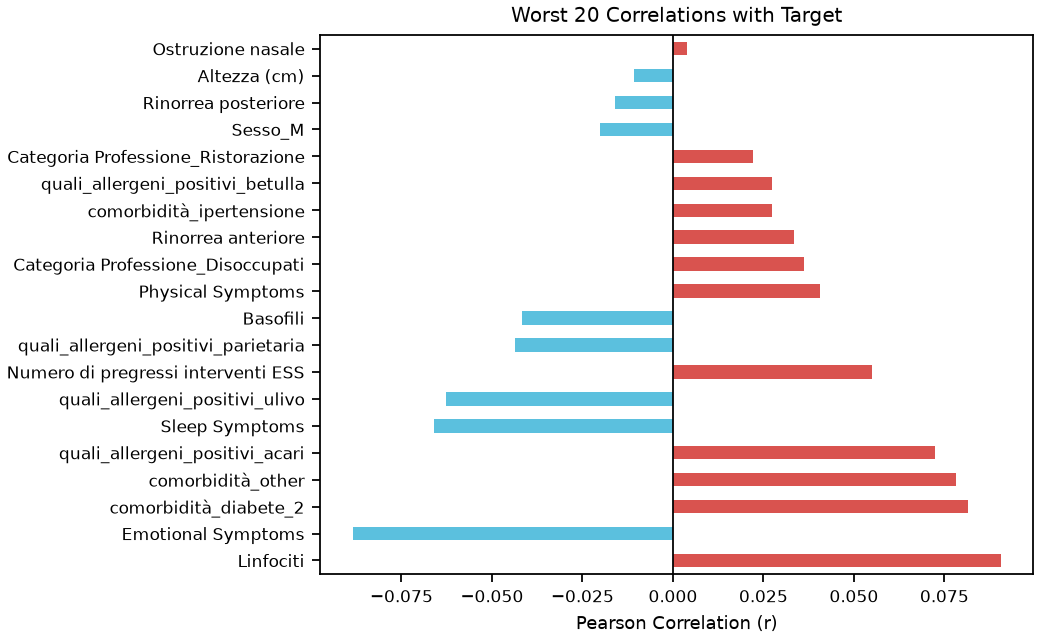 Worst 20 Correlations with Target
Ostruzione nasale
Altezza (cm)
Rinorrea posteriore
Sesso_M
Categoria Professione_Ristorazione
quali_allergeni_positivi_betulla
comorbidità_ipertensione
Rinorrea anteriore
Categoria Professione_Disoccupati
Physical Symptoms
Basofili
quali_allergeni_positivi_parietaria
Numero di pregressi interventi ESS
quali_allergeni_positivi_ulivo
Sleep Symptoms
quali_allergeni_positivi_acari
comorbidità_other
comorbidità_diabete_2
Emotional Symptoms
Linfociti
−0.075 −0.050 −0.025 0.000 0.025 0.050 0.075
Pearson Correlation (r)